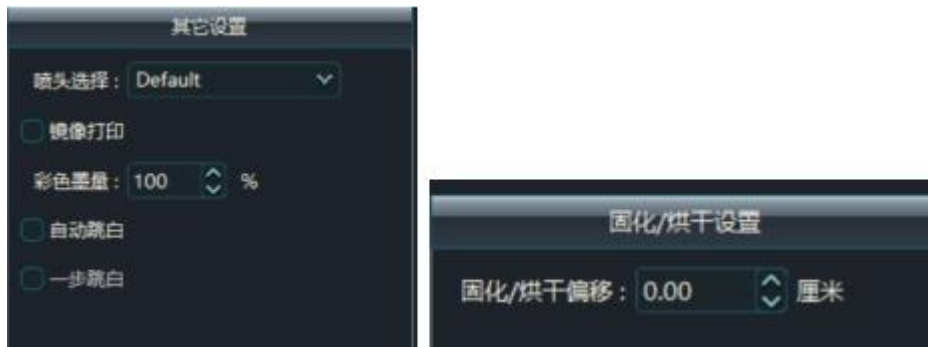 其它设置
喷头选择： Default
镜像打印
彩色墨量： 100 %
自动跳白
一步跳白
固化/烘干设置
固化/烘干偏移： 0.00 厘米